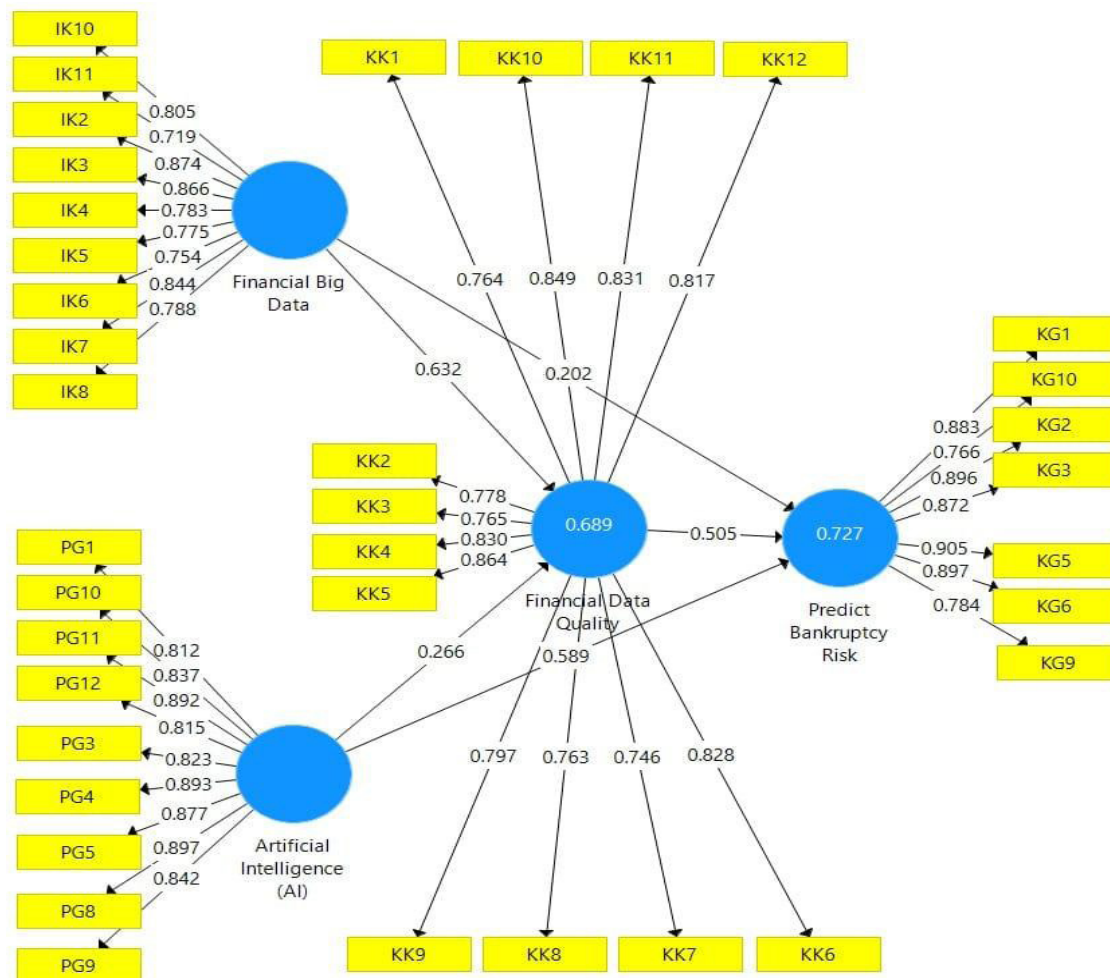 IK10
IK11
IK2
IK3
IK4
IK5
IK6
IK7
IK8
0.805
0.719
0.874
0.866
0.783
0.775
0.754
0.844
0.788
Financial Big
Data
KK1
KK10
KK11
KK12
0.764
0.849
0.831
0.817
0.632
0.202
KK2
KK3
KK4
KK5
0.778
0.765
0.830
0.864
0.689
Financial Data
Quality
0.505
0.727
Predict
Bankruptcy
Risk
KG1
KG10
KG2
KG3
KG5
KG6
KG9
0.883
0.766
0.896
0.872
0.905
0.897
0.784
PG1
PG10
PG11
PG12
PG3
PG4
PG5
PG8
PG9
0.812
0.837
0.892
0.815
0.823
0.893
0.877
0.897
0.842
Artificial
Intelligence
(AI)
0.266
0.589
0.797
0.763
0.746
0.828
KK9
KK8
KK7
KK6